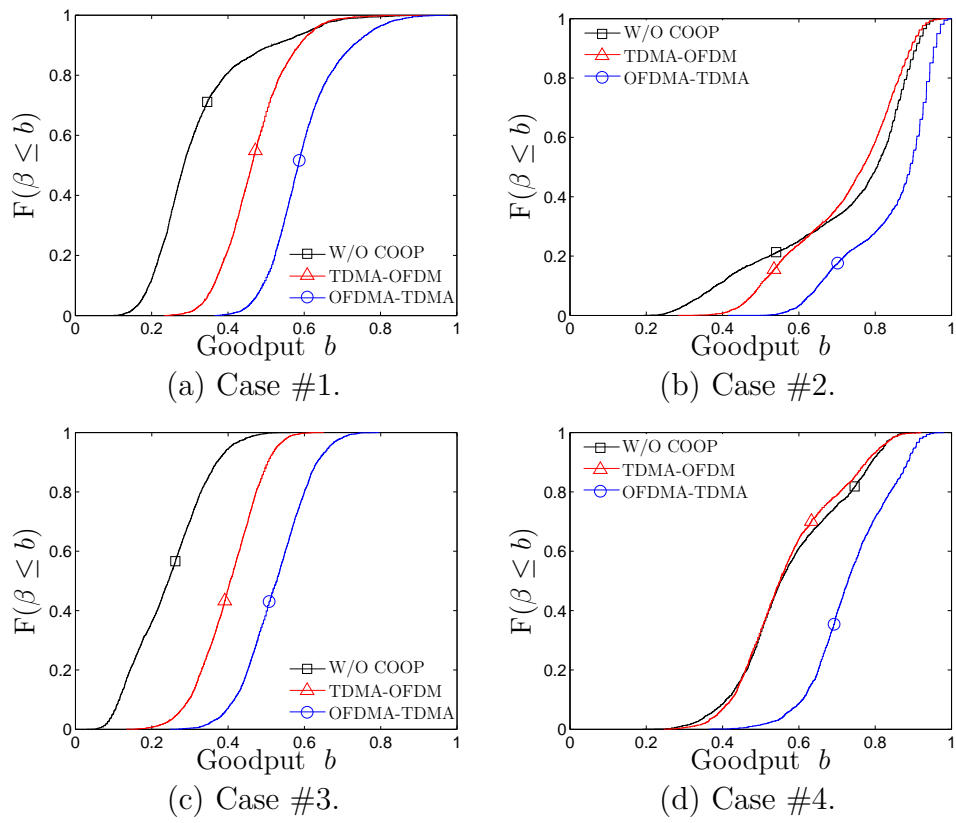 1
0.8
0.6
0.4
0.2
0
F(β ≤ b)
W/O COOP
TDMA-OFDM
OFDMA-TDMA
0 0.2 0.4 0.6 0.8 1
Goodput b
(a) Case #1.
1
0.8
0.6
0.4
0.2
0
F(β ≤ b)
W/O COOP
TDMA-OFDM
OFDMA-TDMA
0 0.2 0.4 0.6 0.8 1
Goodput b
(b) Case #2.
1
0.8
0.6
0.4
0.2
0
F(β ≤ b)
W/O COOP
TDMA-OFDM
OFDMA-TDMA
0 0.2 0.4 0.6 0.8 1
Goodput b
(c) Case #3.
1
0.8
0.6
0.4
0.2
0
F(β ≤ b)
W/O COOP
TDMA-OFDM
OFDMA-TDMA
0 0.2 0.4 0.6 0.8 1
Goodput b
(d) Case #4.